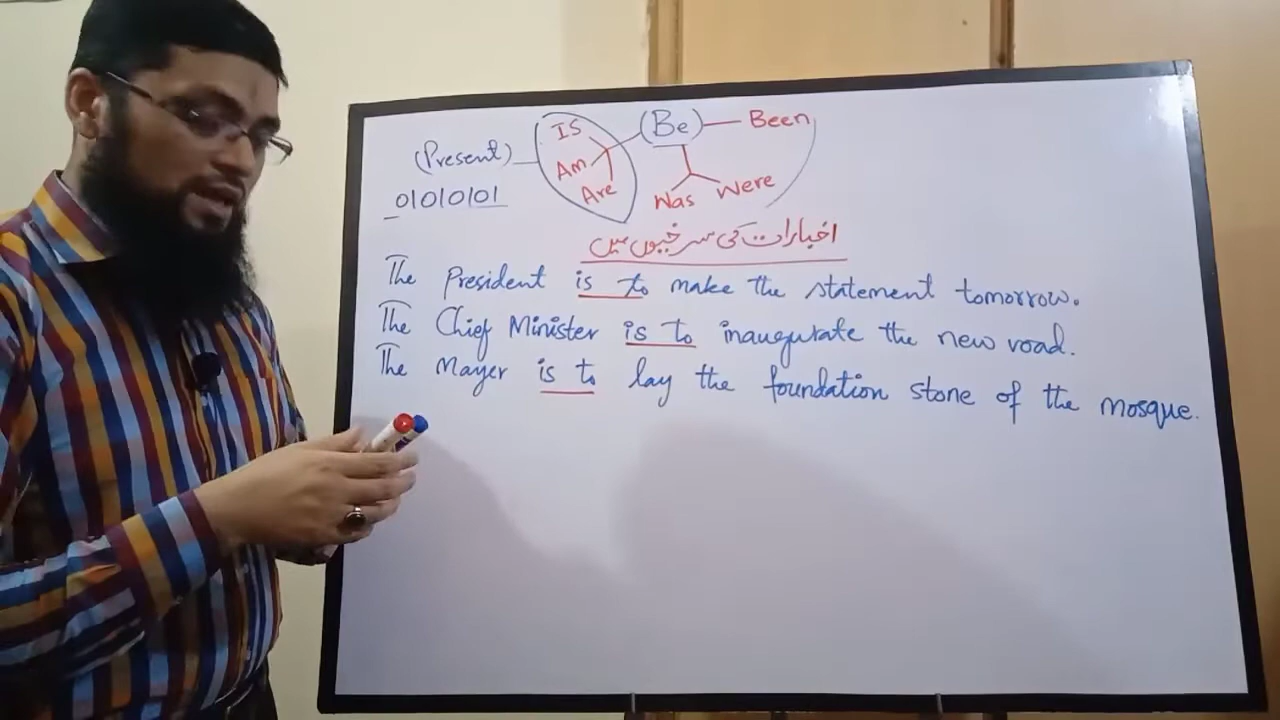 Is (Be) Been
(Present) Am
Are Was Were
01010101
اخبارات کی سرخیوں میں
The President is to make the statement tomorrow.
The Chief Minister is to inaugurate the new road.
The Mayer is to lay the foundation stone of the mosque.